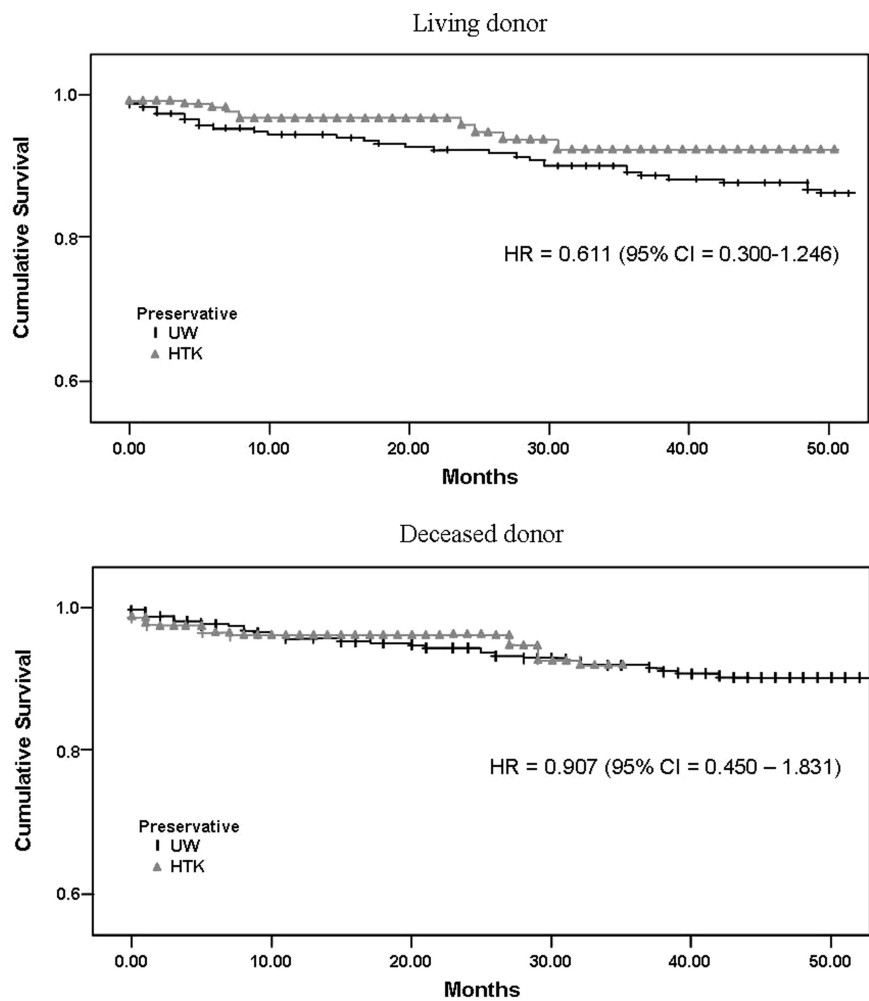 Living donor
1.0
0.8
0.6
Cumulative Survival
HR = 0.611 (95% CI = 0.300-1.246)
Preservative
UW
HTK
0.00 10.00 20.00 30.00 40.00 50.00
Months
Deceased donor
1.0
0.8
0.6
Cumulative Survival
HR = 0.907 (95% CI = 0.450 – 1.831)
Preservative
UW
HTK
0.00 10.00 20.00 30.00 40.00 50.00
Months